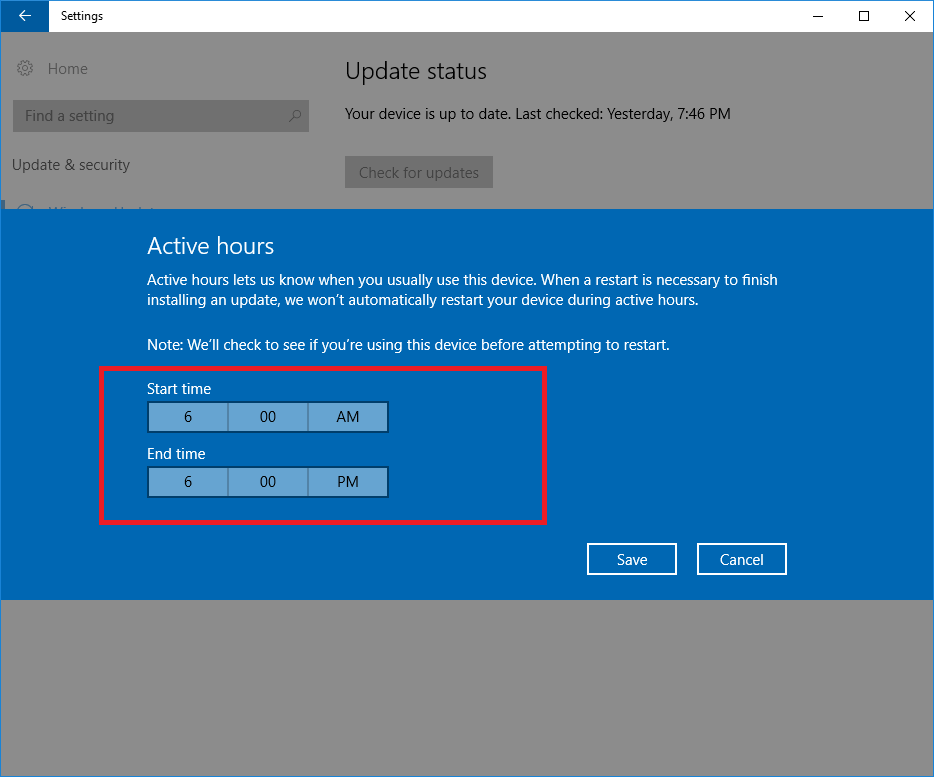 Settings
Home
Find a setting
Update & security
Update status
Your device is up to date. Last checked: Yesterday, 7:46 PM
Check for updates
Active hours
Active hours lets us know when you usually use this device. When a restart is necessary to finish
installing an update, we won't automatically restart your device during active hours.
Note: We'll check to see if you're using this device before attempting to restart.
Start time
6 00 AM
End time
6 00 PM
Save Cancel